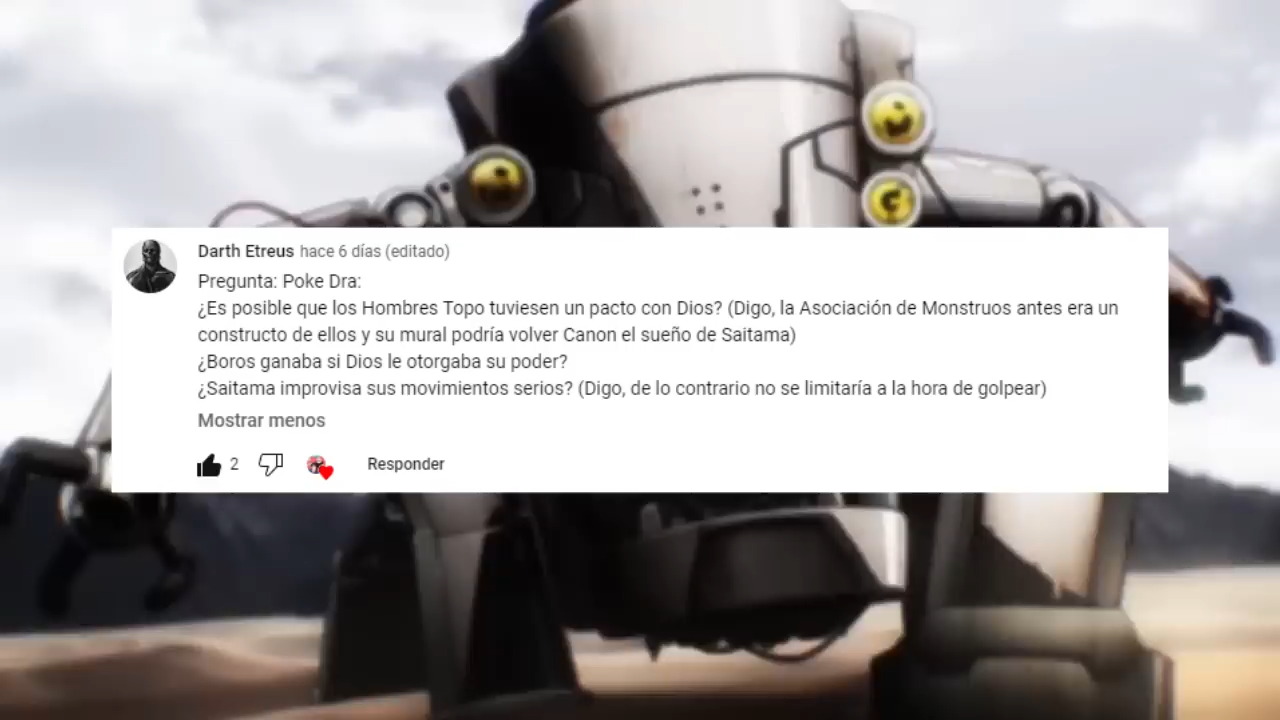 Darth Etreus hace 6 días (editado)
Pregunta: Poke Dra:
¿Es posible que los Hombres Topo tuviesen un pacto con Dios? (Digo, la Asociación de Monstruos antes era un
constructo de ellos y su mural podría volver Canon el sueño de Saitama)
¿Boros ganaba si Dios le otorgaba su poder?
¿Saitama improvisa sus movimientos serios? (Digo, de lo contrario no se limitaría a la hora de golpear)
Mostrar menos
2
Responder